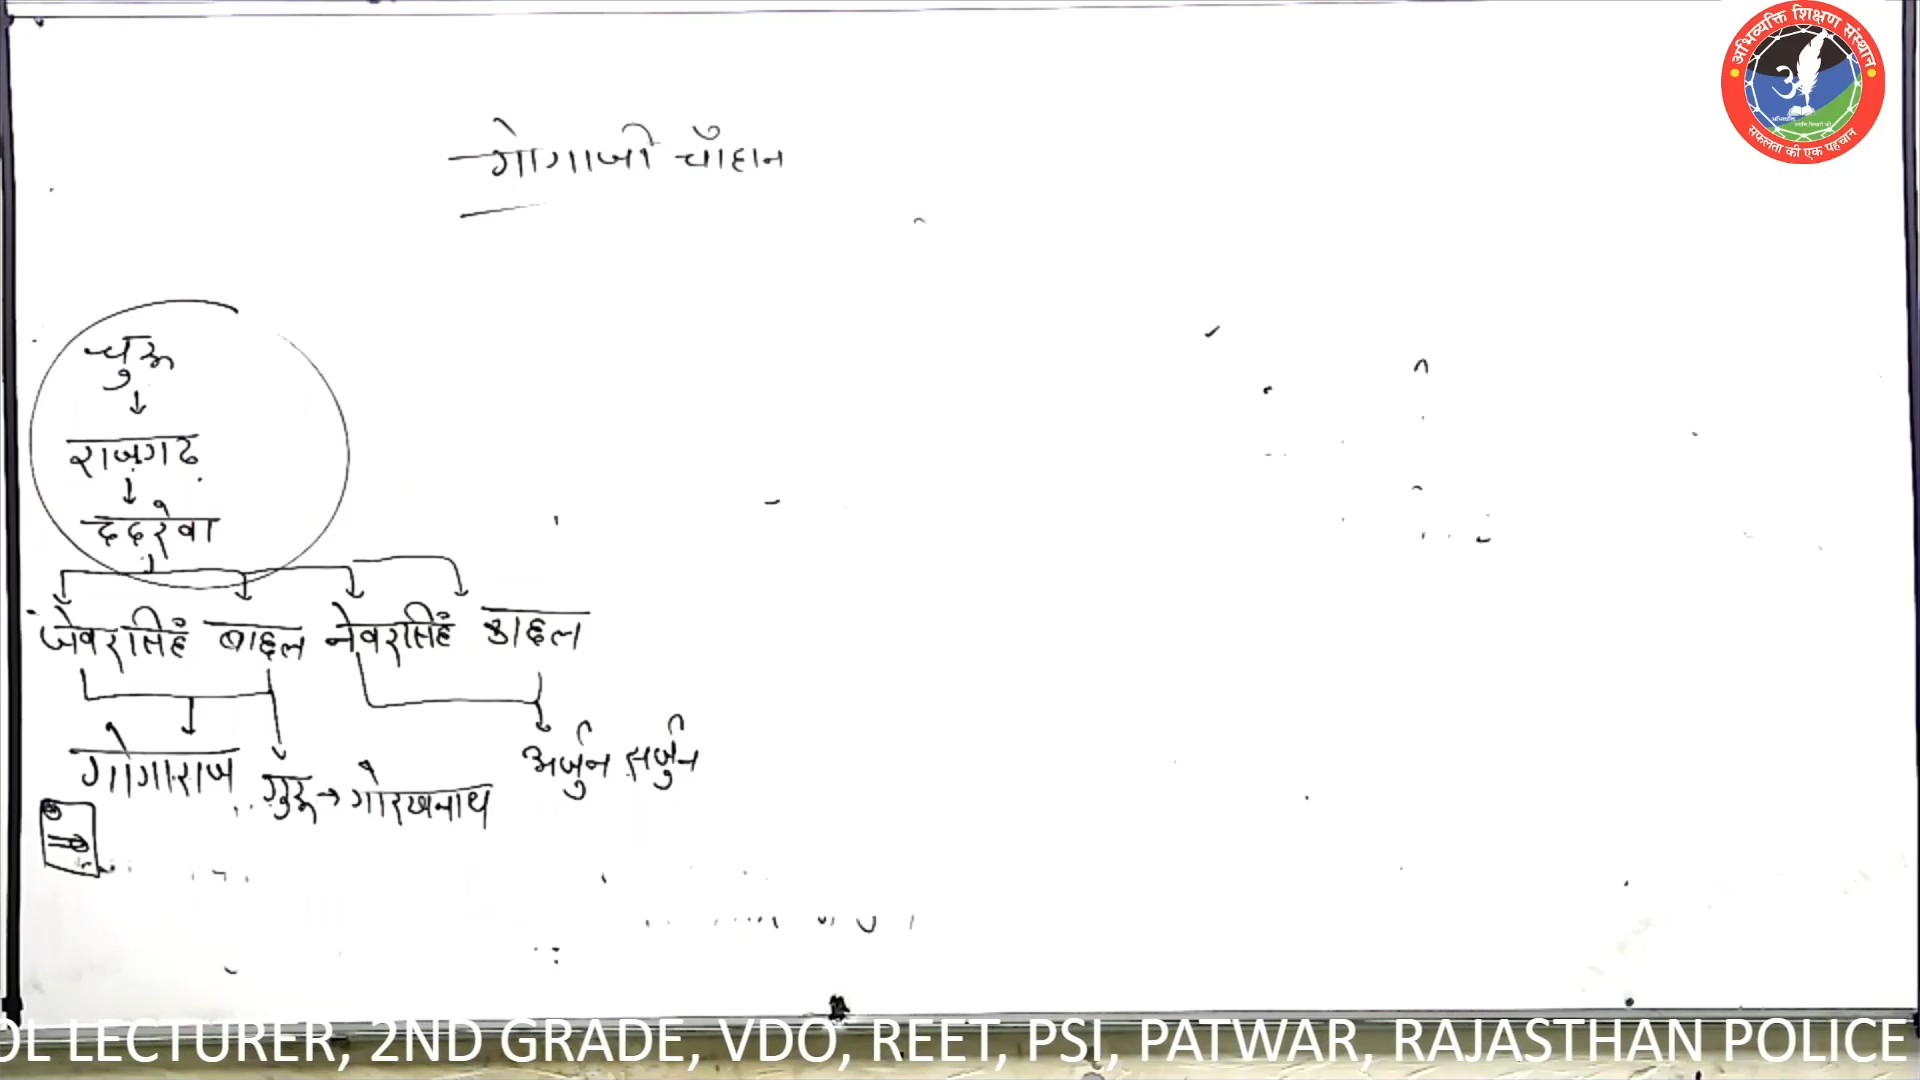 अभिव्यक्ति शिक्षण संस्थान
सफलता की एक पहचान
गोगाजी चौहान
चुरू
↓
राजगढ
↓
ददरेवा
जेवरसिंह बाछल नेवरसिंह काछल
गोगाराज गुरू → गोरखनाथ अर्जुन सर्जुन
OL LECTURER, 2ND GRADE, VDO, REET, PSI, PATWAR, RAJASTHAN POLICE